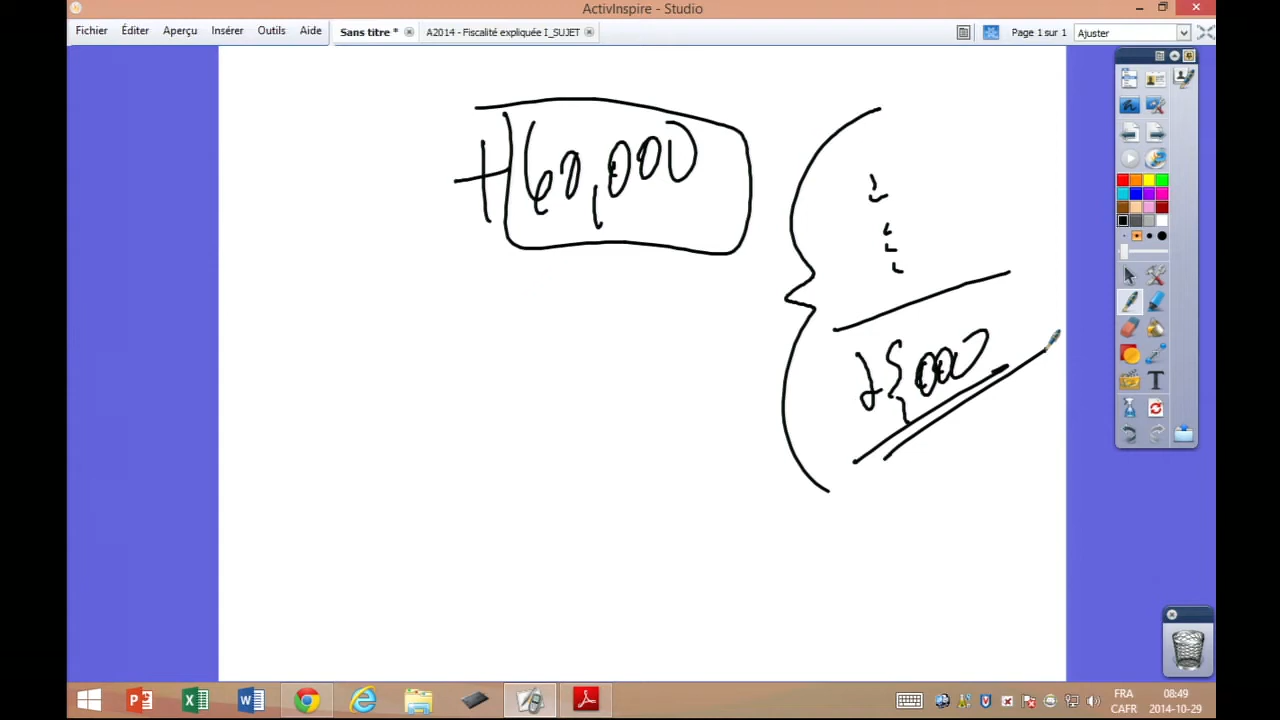 ActivInspire - Studio
Fichier Éditer Aperçu Insérer Outils Aide
Sans titre * A2014 - Fiscalité expliquée I_SUJET
Page 1 sur 1 Ajuster
+ 60,000
25,000
FRA 08:49
CAFR 2014-10-29